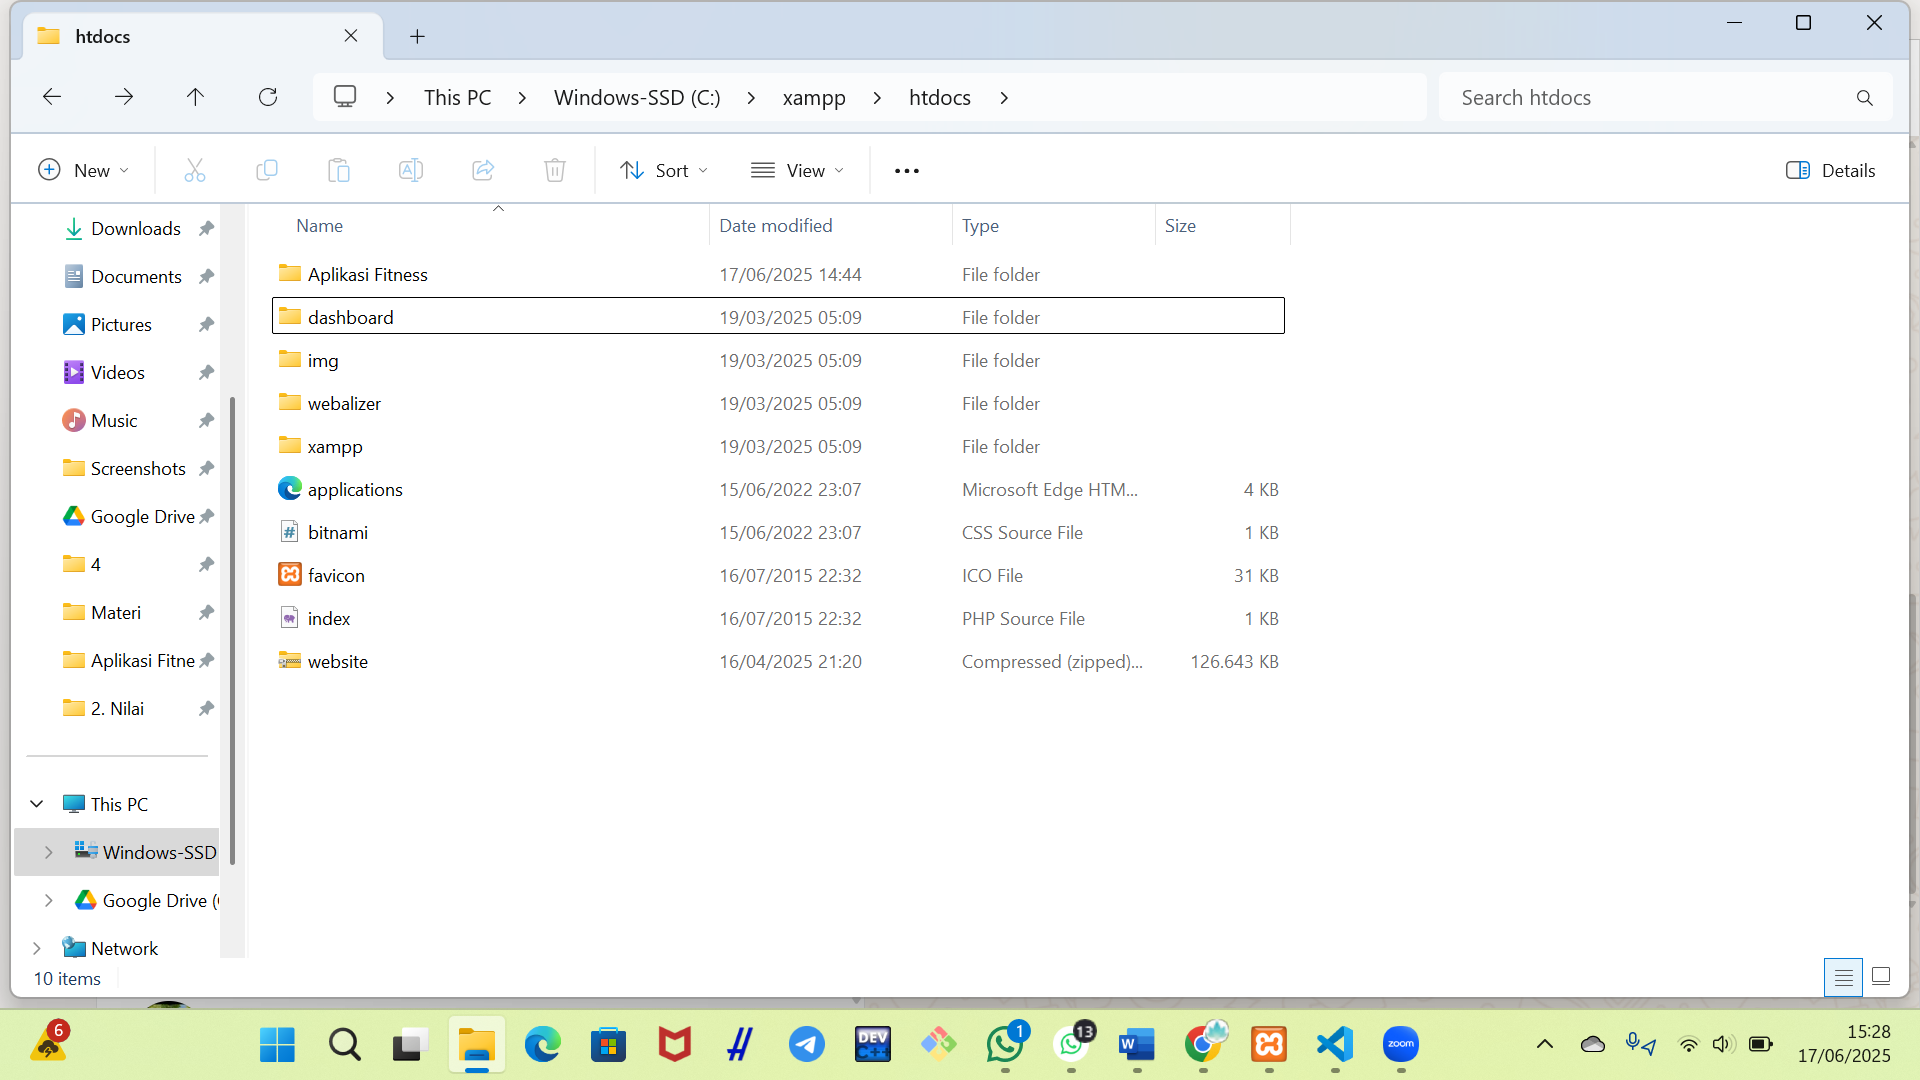 htdocs
This PC
Windows-SSD (C:)
xampp
htdocs
Search htdocs
New
Sort
View
Details
Downloads
Documents
Pictures
Videos
Music
Screenshots
Google Drive
4
Materi
Aplikasi Fitne
2. Nilai
This PC
Windows-SSD
Google Drive (
Network
Name Date modified Type Size
Aplikasi Fitness 17/06/2025 14:44 File folder
dashboard 19/03/2025 05:09 File folder
img 19/03/2025 05:09 File folder
webalizer 19/03/2025 05:09 File folder
xampp 19/03/2025 05:09 File folder
applications 15/06/2022 23:07 Microsoft Edge HTM... 4 KB
bitnami 15/06/2022 23:07 CSS Source File 1 KB
favicon 16/07/2015 22:32 ICO File 31 KB
index 16/07/2015 22:32 PHP Source File 1 KB
website 16/04/2025 21:20 Compressed (zipped)... 126.643 KB
10 items
6
DEV
C++
1
13
W
zoom
15:28
17/06/2025